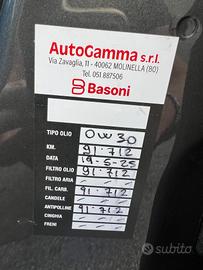 AutoGamma s.r.l.
Via Zavaglia, 11 - 40062 MOLINELLA (BO)
Tel. 051 887506
Basoni
TIPO OLIO 0W30
KM. 91.712
DATA 19-5-25
FILTRO OLIO 91.712
FILTRO ARIA /
FIL. CARB. 91.712
CANDELE /
ANTIPOLLINE 91.712
CINGHIA /
FRENI /
subito